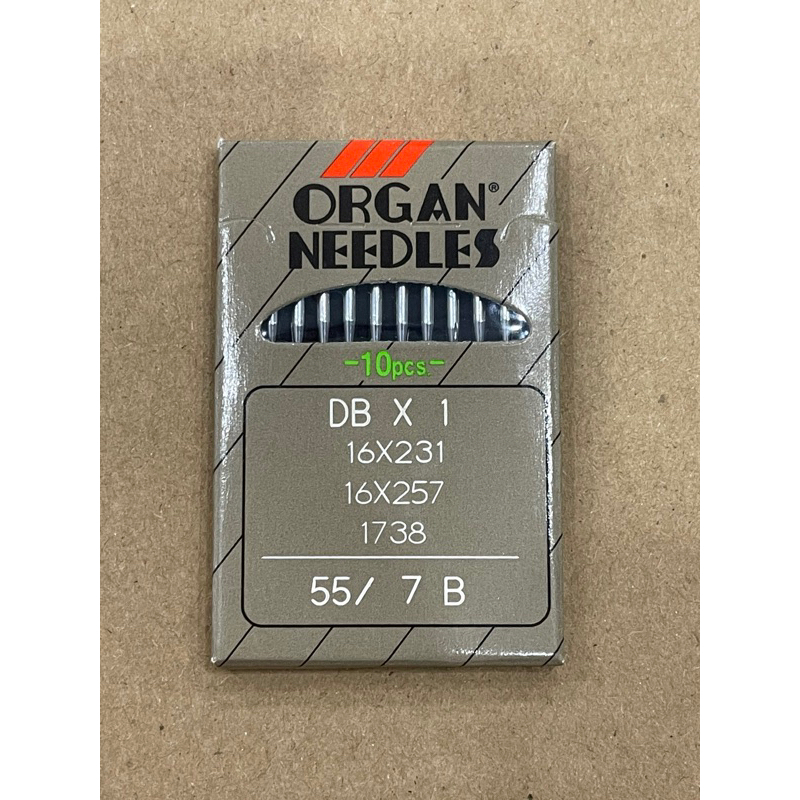 ORGAN®
NEEDLES
-10pcs.-
DB X 1
16X231
16X257
1738
55/ 7 B